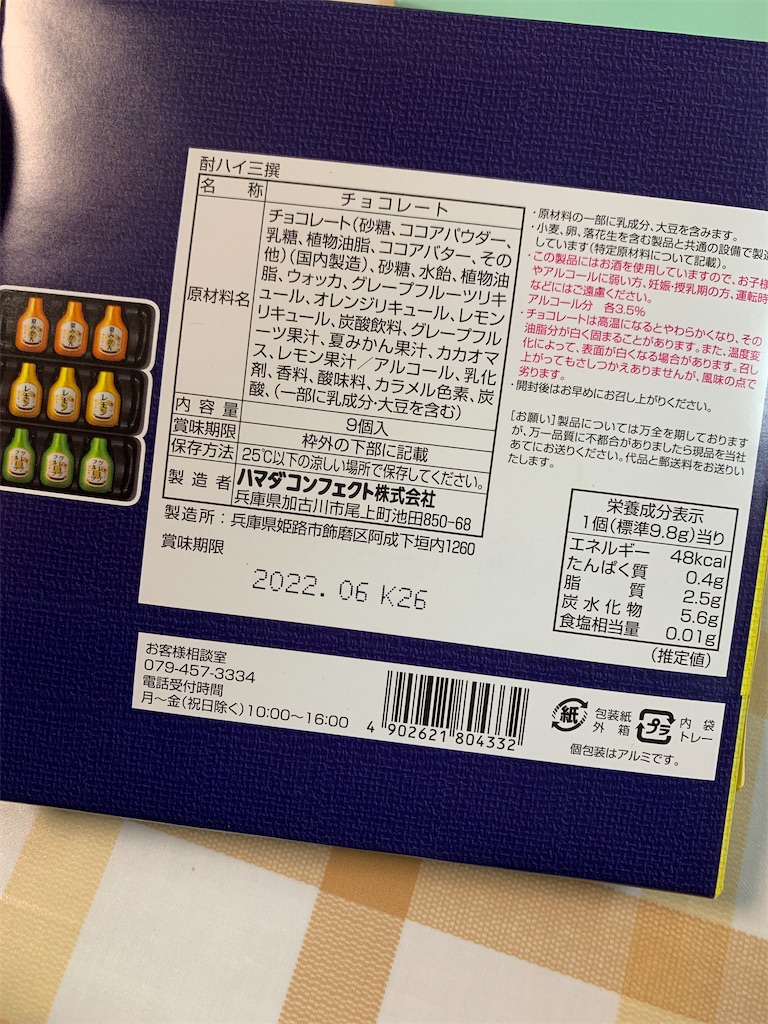 酎ハイ三撰
名 称 チョコレート
原材料名
チョコレート(砂糖、ココアパウダー、
乳糖、植物油脂、ココアバター、その
他)(国内製造)、砂糖、水飴、植物油
脂、ウォッカ、グレープフルーツリキ
ュール、オレンジリキュール、レモン
リキュール、炭酸飲料、グレープフル
ーツ果汁、夏みかん果汁、カカオマ
ス、レモン果汁/アルコール、乳化
剤、香料、酸味料、カラメル色素、炭
酸、(一部に乳成分・大豆を含む)
内容量 9個入
賞味期限 枠外の下部に記載
保存方法 25℃以下の涼しい場所で保存してください。
製造者 ハマダコンフェクト株式会社
兵庫県加古川市尾上町池田850-68
製造所:兵庫県姫路市飾磨区阿成下垣内1260
賞味期限
2022.06 K26
・原材料の一部に乳成分、大豆を含みます。
・小麦、卵、落花生を含む製品と共通の設備で製造
しています(特定原材料について記載)。
・この製品にはお酒を使用していますので、お子様
やアルコールに弱い方、妊娠・授乳期の方、運転時
などにはご遠慮ください。
アルコール分 各3.5%
・チョコレートは高温になるとやわらかくなり、その
油脂分が白く固まることがあります。また、温度変
化によって、表面が白くなる場合があります。召し
上がってもさしつかえありませんが、風味の点で
劣ります。
・開封後はお早めにお召し上がりください。
[お願い]製品については万全を期しております
が、万一品質に不都合がありましたら現品を当社
あてにお送りください。代品と郵送料をお送りい
たします。
栄養成分表示
1個(標準9.8g)当り
エネルギー 48kcal
たんぱく質 0.4g
脂質 2.5g
炭水化物 5.6g
食塩相当量 0.01g
(推定値)
夏みかん 夏みかん 夏みかん
レモン レモン レモン
お客様相談室
079-457-3334
電話受付時間
月~金(祝日除く)10:00~16:00
4 902621 804332
紙 包装紙
外箱
プラ 内袋
トレー
個包装はアルミです。